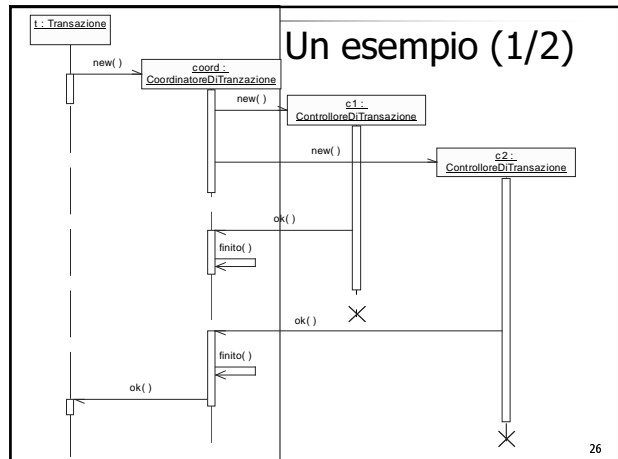 t : Transazione
Un esempio (1/2)
new( )
coord :
CoordinatoreDiTranzazione
new( )
c1 :
ControlloreDiTransazione
new( )
c2 :
ControlloreDiTransazione
ok( )
finito( )
ok( )
finito( )
ok( )
26